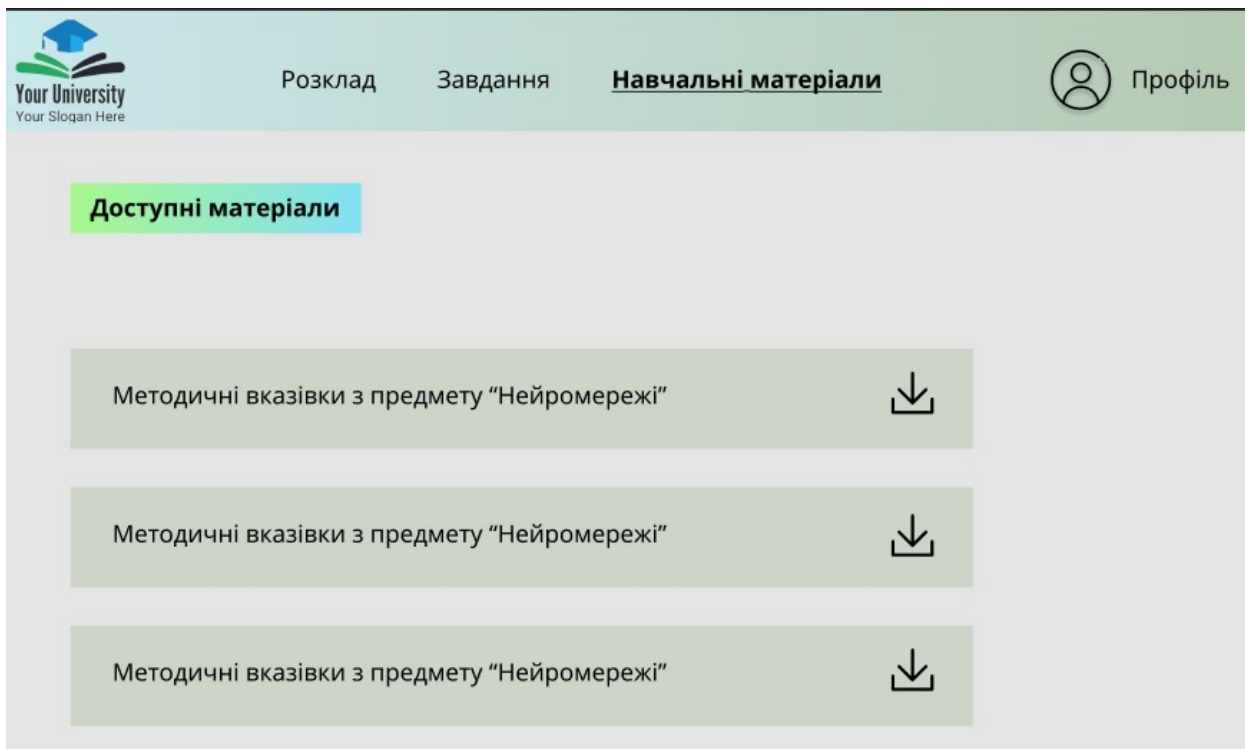 Your University
Your Slogan Here
Розклад
Завдання
Навчальні матеріали
Профіль
Доступні матеріали
Методичні вказівки з предмету “Нейромережі”
Методичні вказівки з предмету “Нейромережі”
Методичні вказівки з предмету “Нейромережі”